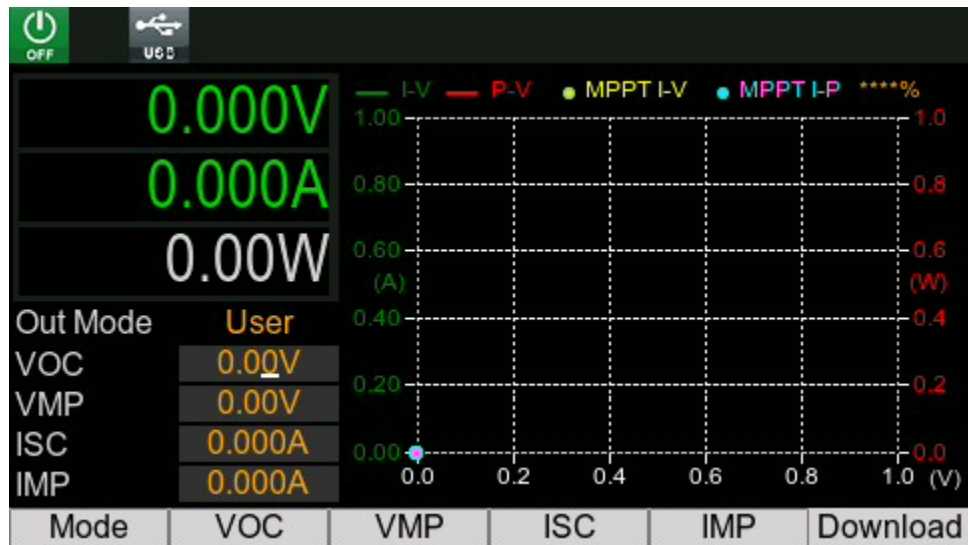 OFF USB
0.000V
0.000A
0.00W
Out Mode User
VOC 0.00V
VMP 0.00V
ISC 0.000A
IMP 0.000A
I-V P-V MPPT I-V MPPT I-P ****%
1.00 1.0
0.80 0.8
0.60 0.6
(A) (W)
0.40 0.4
0.20 0.2
0.00 0.0
0.0 0.2 0.4 0.6 0.8 1.0 (V)
Mode VOC VMP ISC IMP Download